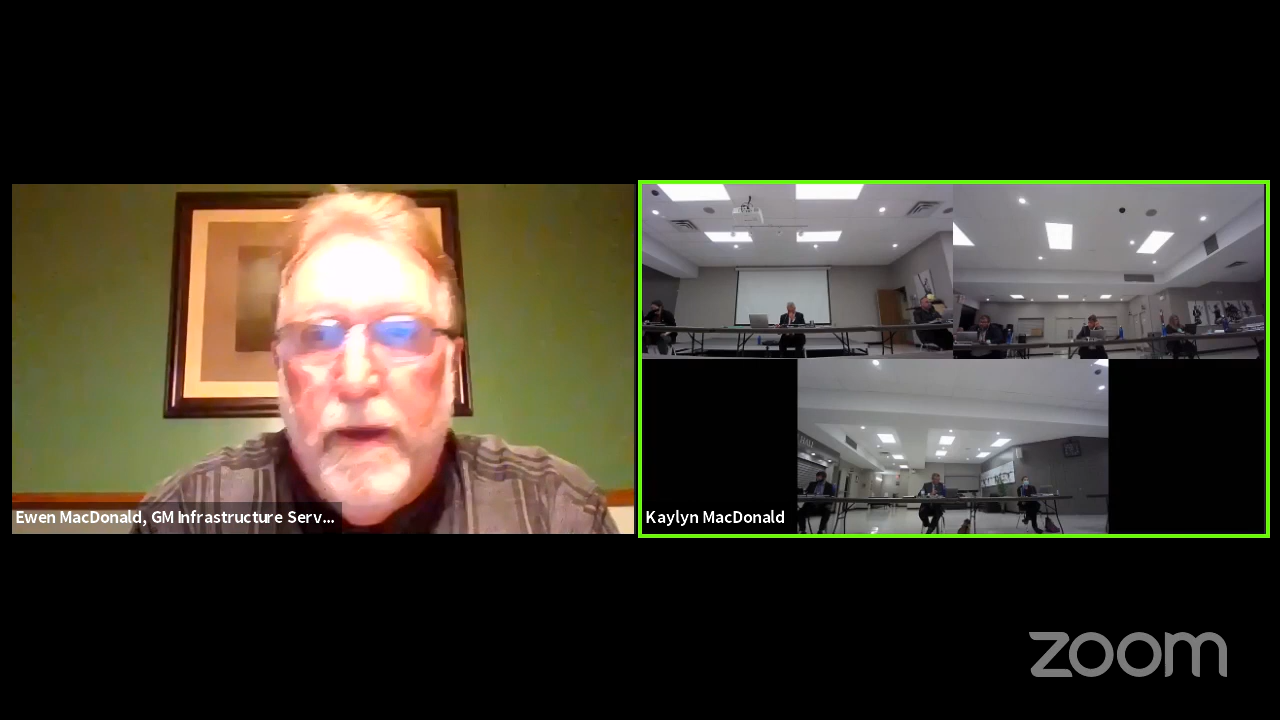 Ewen MacDonald, GM Infrastructure Serv...
Kaylyn MacDonald
zoom